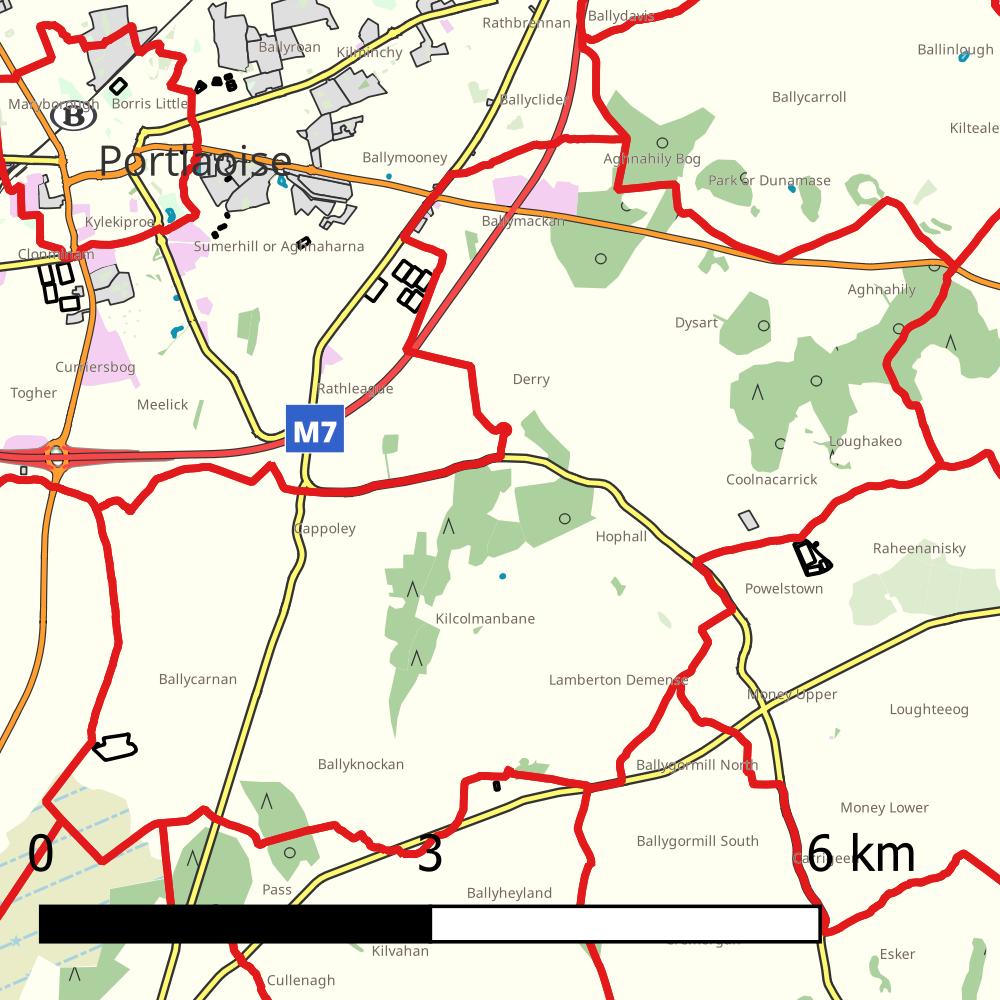 Ballydavis
Rathbrennan
Ballyroan
Kilminchy
Ballinlough
Maryborough
Borris Little
Ballyclider
Ballycarroll
B
Kilteale
Portlaoise
Ballymooney
Aghnahily Bog
Park or Dunamase
Kylekiproe
Ballymackan
Clonminam
Sumerhill or Aghnaharna
Aghnahily
Dysart
Curriersbog
Togher
Rathleague
Derry
Meelick
M7
Loughakeo
Coolnacarrick
Cappoley
Hophall
Raheenanisky
Powelstown
Kilcolmanbane
Ballycarnan
Lamberton Demense
Money Upper
Loughteeog
Ballyknockan
Ballygormill North
Money Lower
Ballygormill South
0
3
6 km
Pass
Ballyheyland
Kilvahan
Esker
Cullenagh